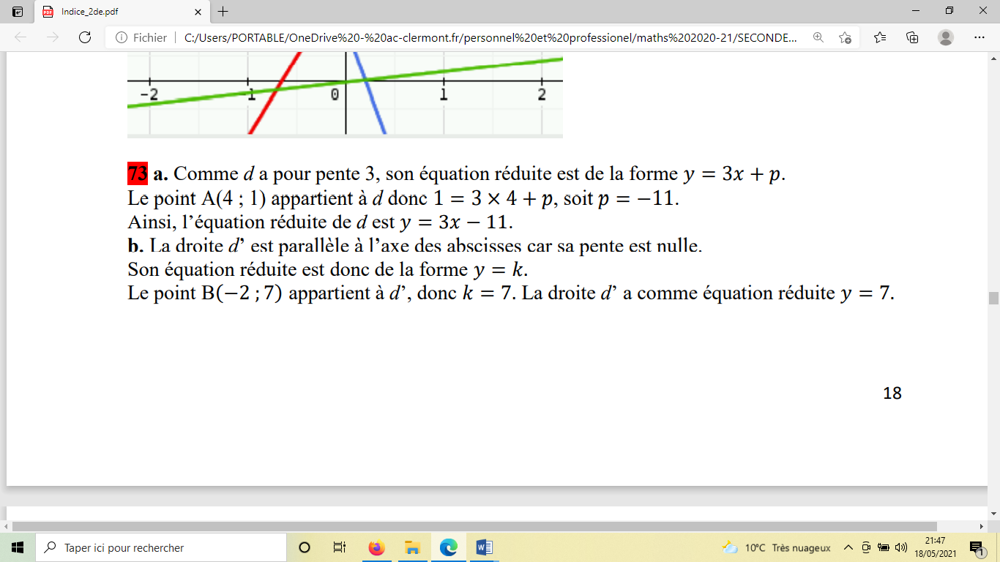 Indice_2de.pdf
Fichier C:/Users/PORTABLE/OneDrive%20-%20ac-clermont.fr/personnel%20et%20professionel/maths%202020-21/SECONDE...
-2 -1 0 1 2
73 a. Comme d a pour pente 3, son équation réduite est de la forme y = 3x + p.
Le point A(4 ; 1) appartient à d donc 1 = 3 × 4 + p, soit p = −11.
Ainsi, l’équation réduite de d est y = 3x − 11.
b. La droite d’ est parallèle à l’axe des abscisses car sa pente est nulle.
Son équation réduite est donc de la forme y = k.
Le point B(−2 ; 7) appartient à d’, donc k = 7. La droite d’ a comme équation réduite y = 7.
18
Taper ici pour rechercher
10°C Très nuageux
21:47
18/05/2021
1